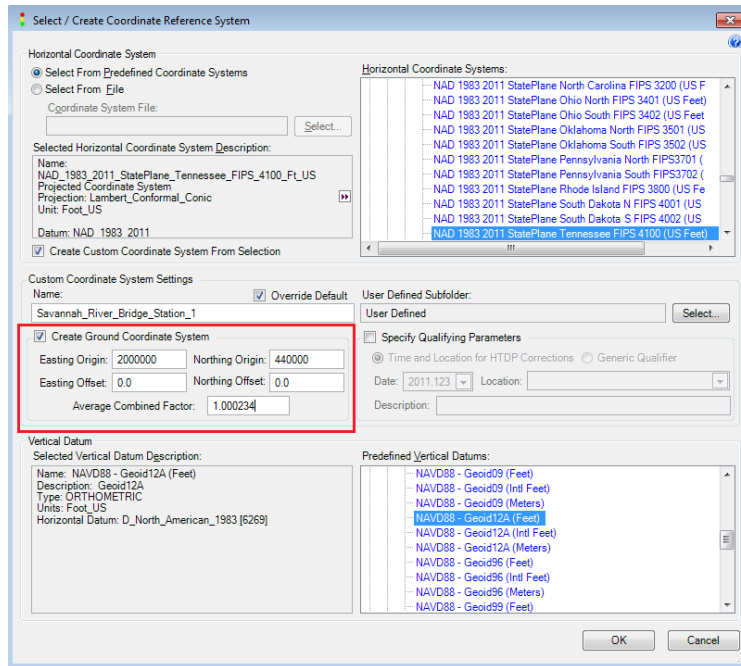 Select / Create Coordinate Reference System
Horizontal Coordinate System
Select From Predefined Coordinate Systems
Select From File
Coordinate System File:
Select...
Selected Horizontal Coordinate System Description:
Name:
NAD_1983_2011_StatePlane_Tennessee_FIPS_4100_Ft_US
Projected Coordinate System
Projection: Lambert_Conformal_Conic
Unit: Foot_US
Datum: NAD_1983_2011
Create Custom Coordinate System From Selection
Horizontal Coordinate Systems:
NAD 1983 2011 StatePlane North Carolina FIPS 3200 (US F
NAD 1983 2011 StatePlane Ohio North FIPS 3401 (US Feet)
NAD 1983 2011 StatePlane Ohio South FIPS 3402 (US Feet
NAD 1983 2011 StatePlane Oklahoma North FIPS 3501 (US
NAD 1983 2011 StatePlane Oklahoma South FIPS 3502 (US
NAD 1983 2011 StatePlane Pennsylvania North FIPS3701 (
NAD 1983 2011 StatePlane Pennsylvania South FIPS3702 (
NAD 1983 2011 StatePlane Rhode Island FIPS 3800 (US Fe
NAD 1983 2011 StatePlane South Dakota N FIPS 4001 (US
NAD 1983 2011 StatePlane South Dakota S FIPS 4002 (US
NAD 1983 2011 StatePlane Tennessee FIPS 4100 (US Feet)
Custom Coordinate System Settings
Name:
Override Default
Savannah_River_Bridge_Station_1
User Defined Subfolder:
User Defined
Select...
Create Ground Coordinate System
Easting Origin: 2000000 Northing Origin: 440000
Easting Offset: 0.0 Northing Offset: 0.0
Average Combined Factor: 1.000234
Specify Qualifying Parameters
Time and Location for HTDP Corrections Generic Qualifier
Date: 2011.123 Location:
Description:
Vertical Datum
Selected Vertical Datum Description:
Name: NAVD88 - Geoid12A (Feet)
Description: Geoid12A
Type: ORTHOMETRIC
Units: Foot_US
Horizontal Datum: D_North_American_1983 [6269]
Predefined Vertical Datums:
NAVD88 - Geoid09 (Feet)
NAVD88 - Geoid09 (Intl Feet)
NAVD88 - Geoid09 (Meters)
NAVD88 - Geoid12A (Feet)
NAVD88 - Geoid12A (Intl Feet)
NAVD88 - Geoid12A (Meters)
NAVD88 - Geoid96 (Feet)
NAVD88 - Geoid96 (Intl Feet)
NAVD88 - Geoid96 (Meters)
NAVD88 - Geoid99 (Feet)
OK
Cancel